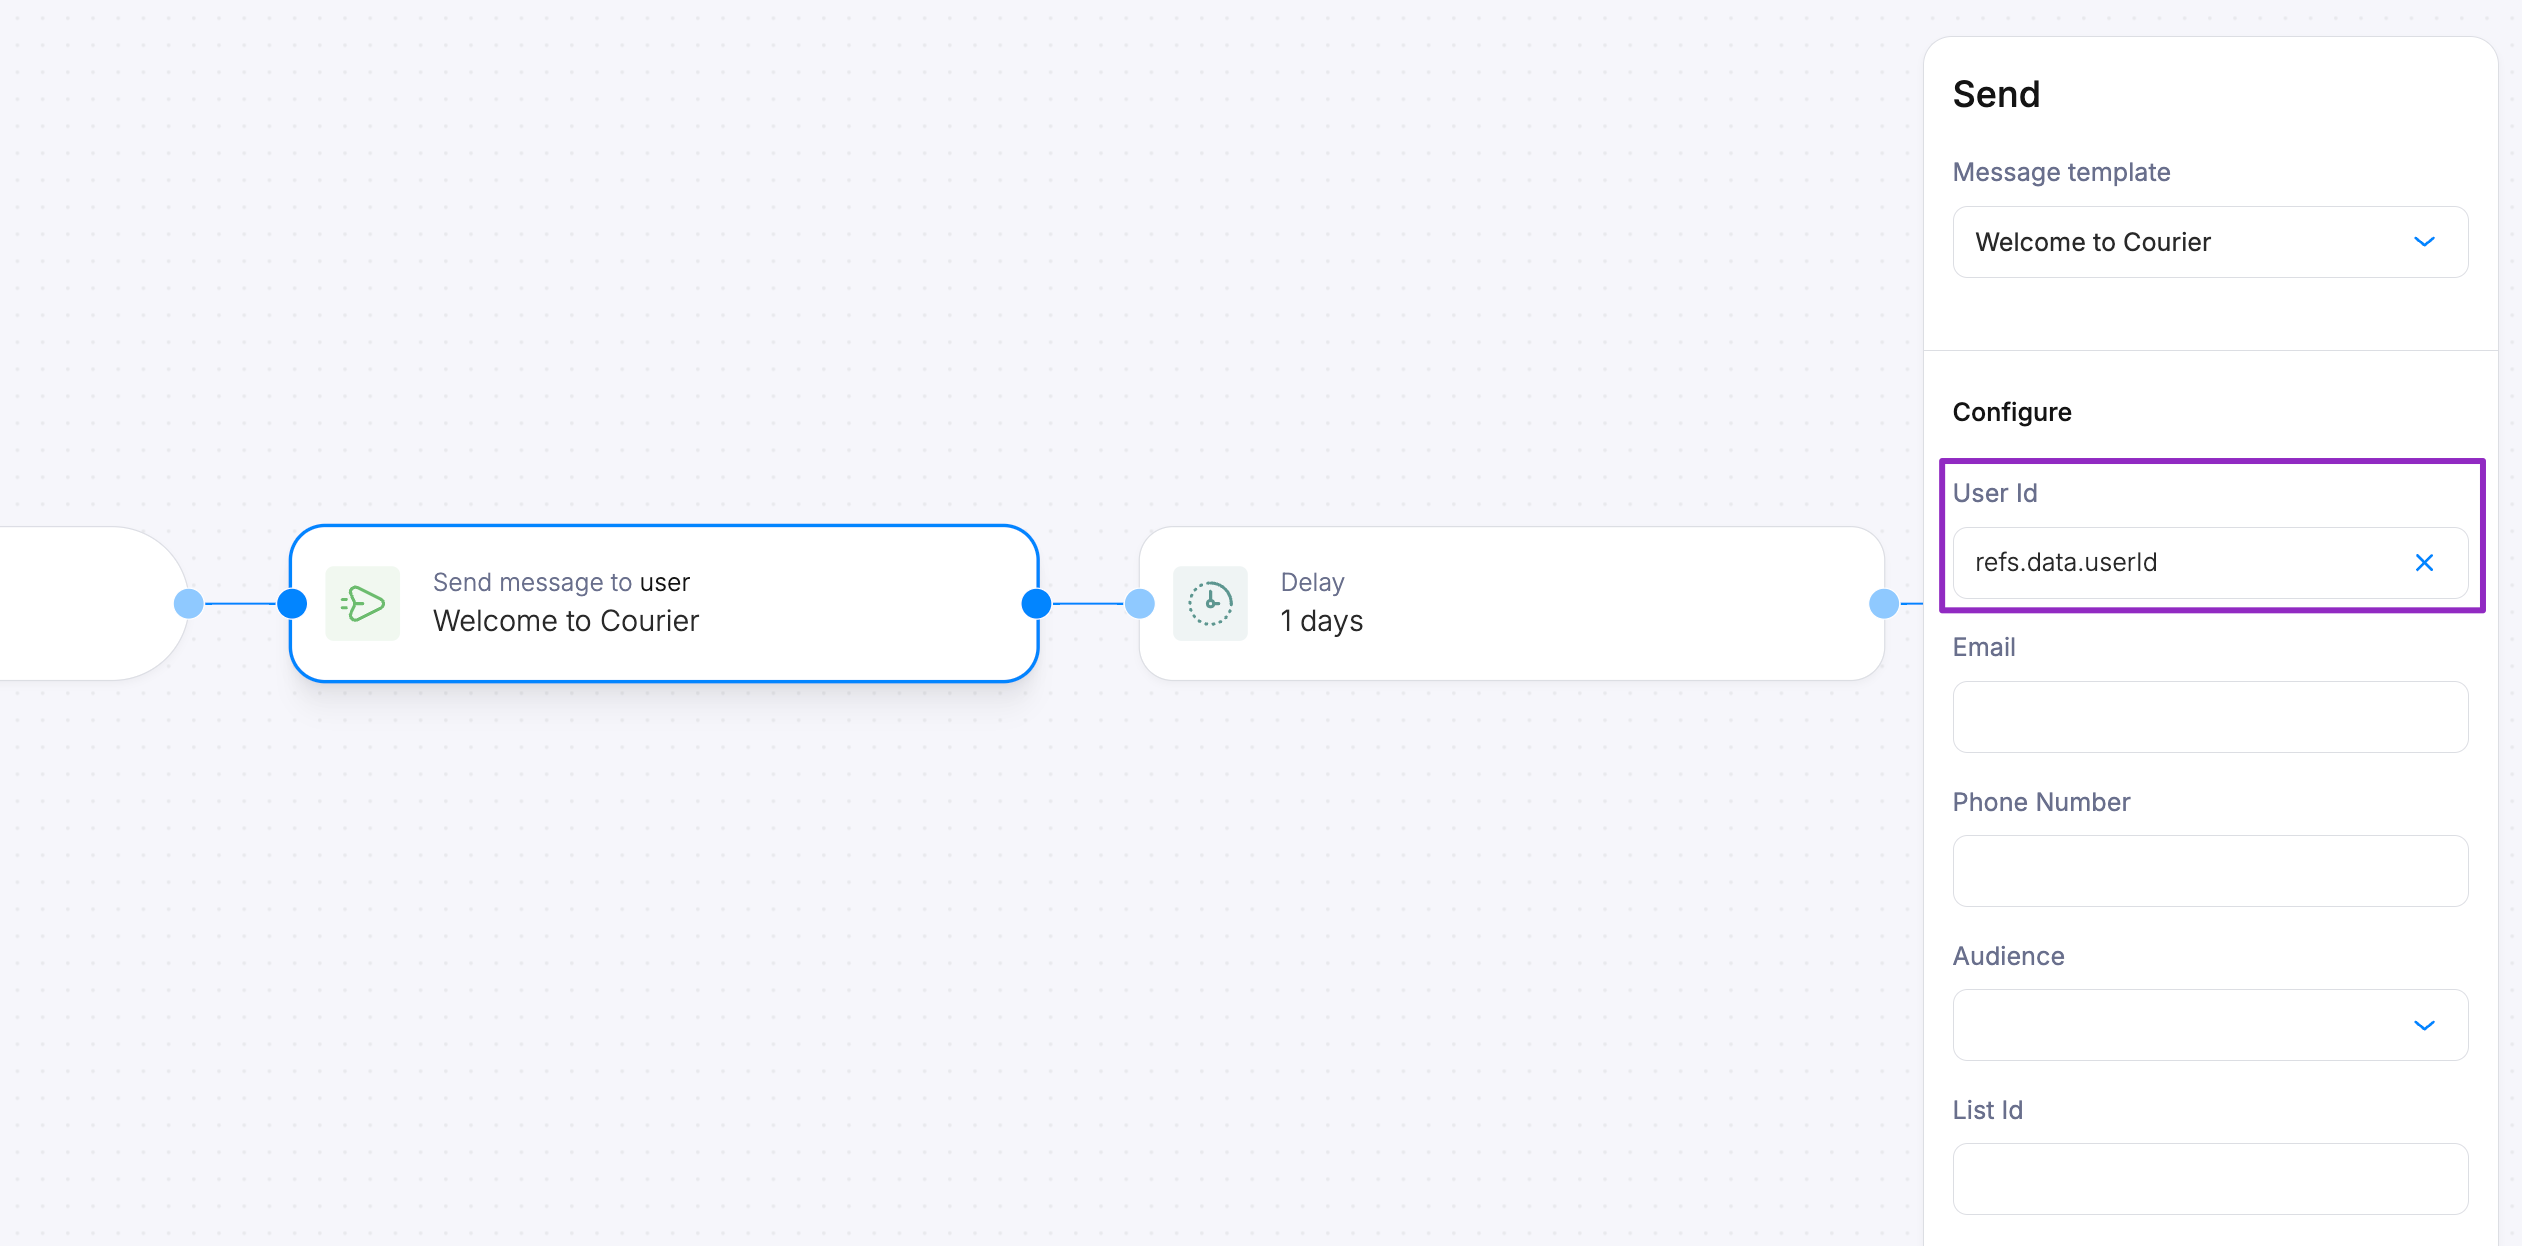 Send message to user
Welcome to Courier
Delay
1 days
Send
Message template
Welcome to Courier
Configure
User Id
refs.data.userId
Email
Phone Number
Audience
List Id